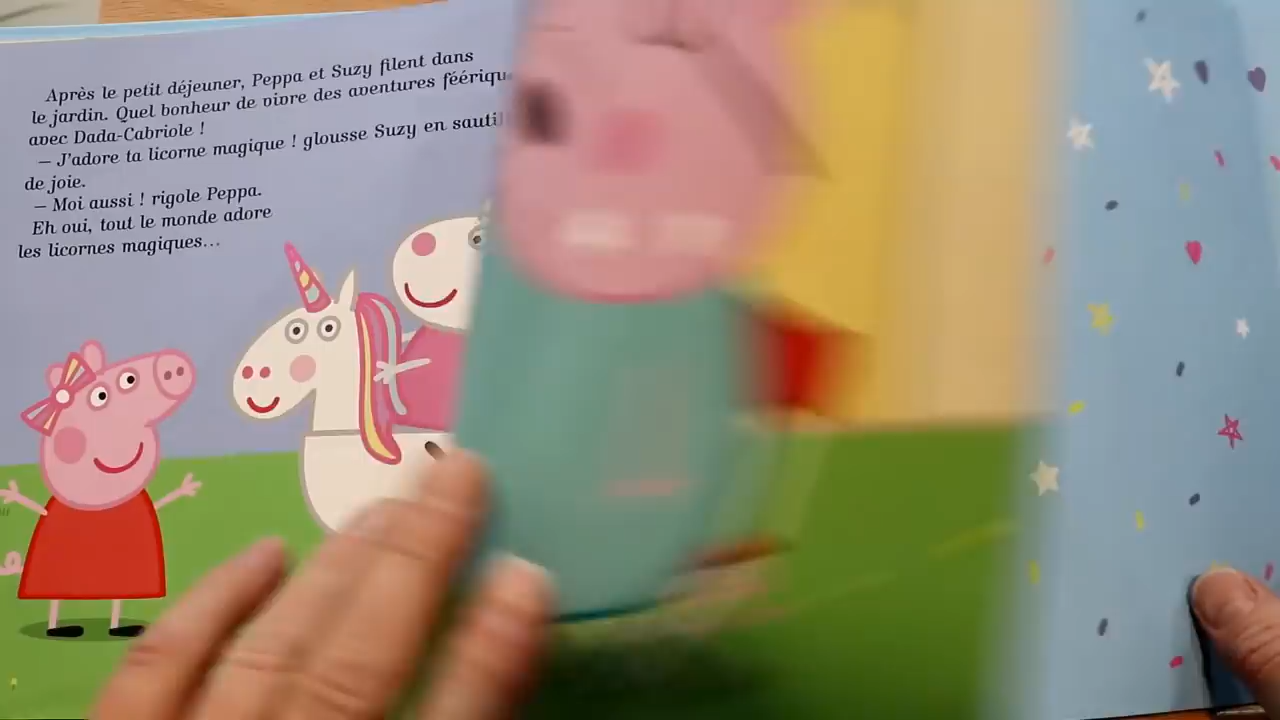 Après le petit déjeuner, Peppa et Suzy filent dans
le jardin. Quel bonheur de vivre des aventures
avec Dada-Cabriole !
– J'adore ta licorne magique ! glousse Suzy en
de joie.
– Moi aussi ! rigole Peppa.
Eh oui, tout le monde adore
les licornes magiques...